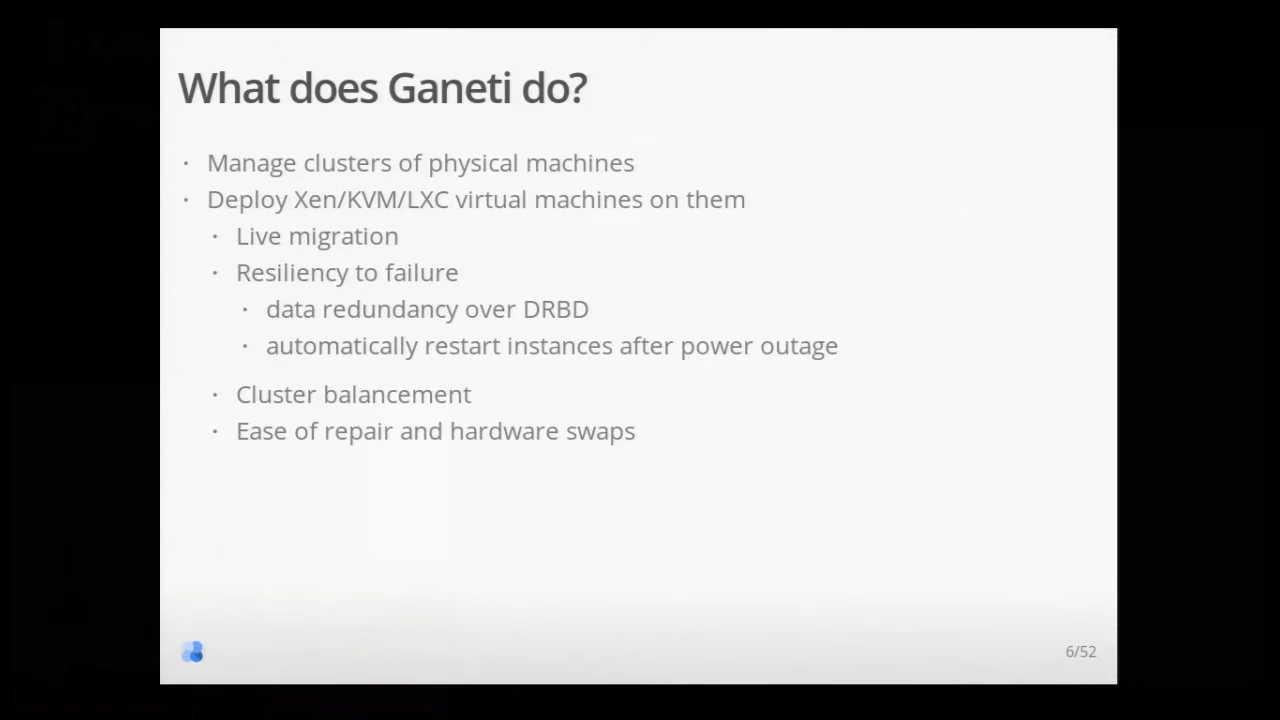 What does Ganeti do?
· Manage clusters of physical machines
· Deploy Xen/KVM/LXC virtual machines on them
· Live migration
· Resiliency to failure
· data redundancy over DRBD
· automatically restart instances after power outage
· Cluster balancement
· Ease of repair and hardware swaps
6/52